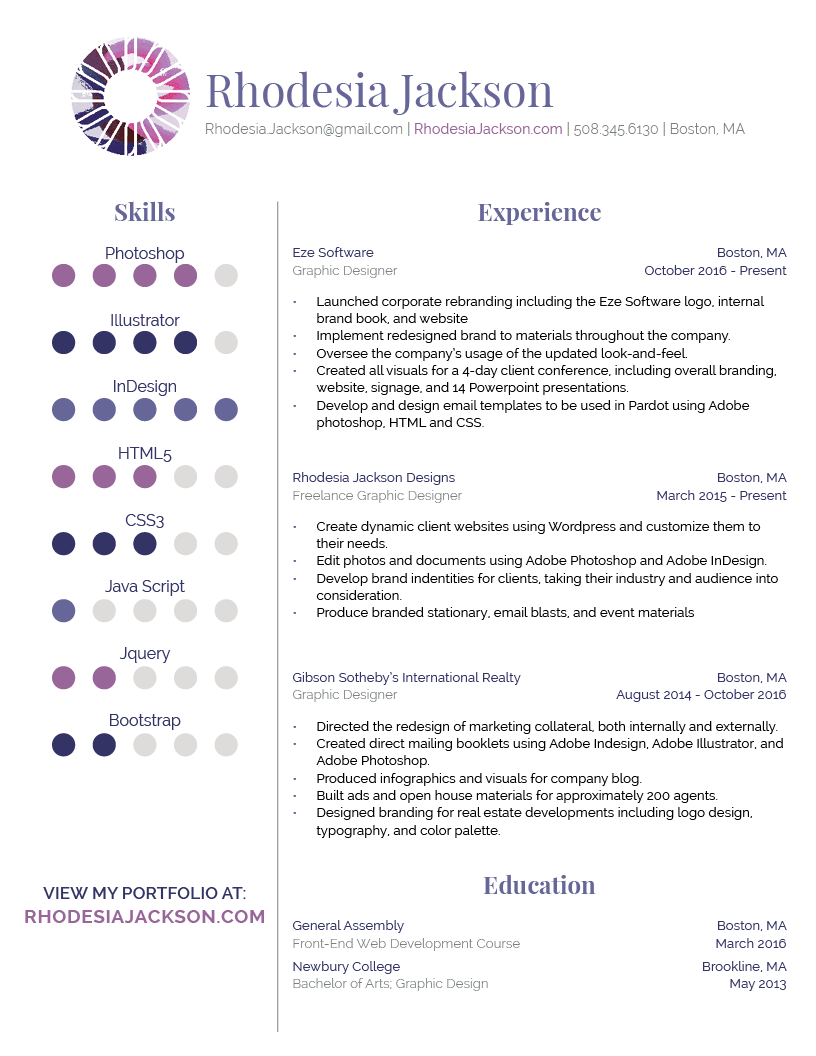 Rhodesia Jackson
Rhodesia.Jackson@gmail.com | RhodesiaJackson.com | 508.345.6130 | Boston, MA
Skills
Photoshop
Illustrator
InDesign
HTML5
CSS3
Java Script
Jquery
Bootstrap
VIEW MY PORTFOLIO AT:
RHODESIAJACKSON.COM
Experience
Eze Software Boston, MA
Graphic Designer October 2016 - Present
• Launched corporate rebranding including the Eze Software logo, internal
brand book, and website
• Implement redesigned brand to materials throughout the company.
• Oversee the company's usage of the updated look-and-feel.
• Created all visuals for a 4-day client conference, including overall branding,
website, signage, and 14 Powerpoint presentations.
• Develop and design email templates to be used in Pardot using Adobe
photoshop, HTML and CSS.
Rhodesia Jackson Designs Boston, MA
Freelance Graphic Designer March 2015 - Present
• Create dynamic client websites using Wordpress and customize them to
their needs.
• Edit photos and documents using Adobe Photoshop and Adobe InDesign.
• Develop brand indentities for clients, taking their industry and audience into
consideration.
• Produce branded stationary, email blasts, and event materials
Gibson Sotheby's International Realty Boston, MA
Graphic Designer August 2014 - October 2016
• Directed the redesign of marketing collateral, both internally and externally.
• Created direct mailing booklets using Adobe Indesign, Adobe Illustrator, and
Adobe Photoshop.
• Produced infographics and visuals for company blog.
• Built ads and open house materials for approximately 200 agents.
• Designed branding for real estate developments including logo design,
typography, and color palette.
Education
General Assembly Boston, MA
Front-End Web Development Course March 2016
Newbury College Brookline, MA
Bachelor of Arts; Graphic Design May 2013